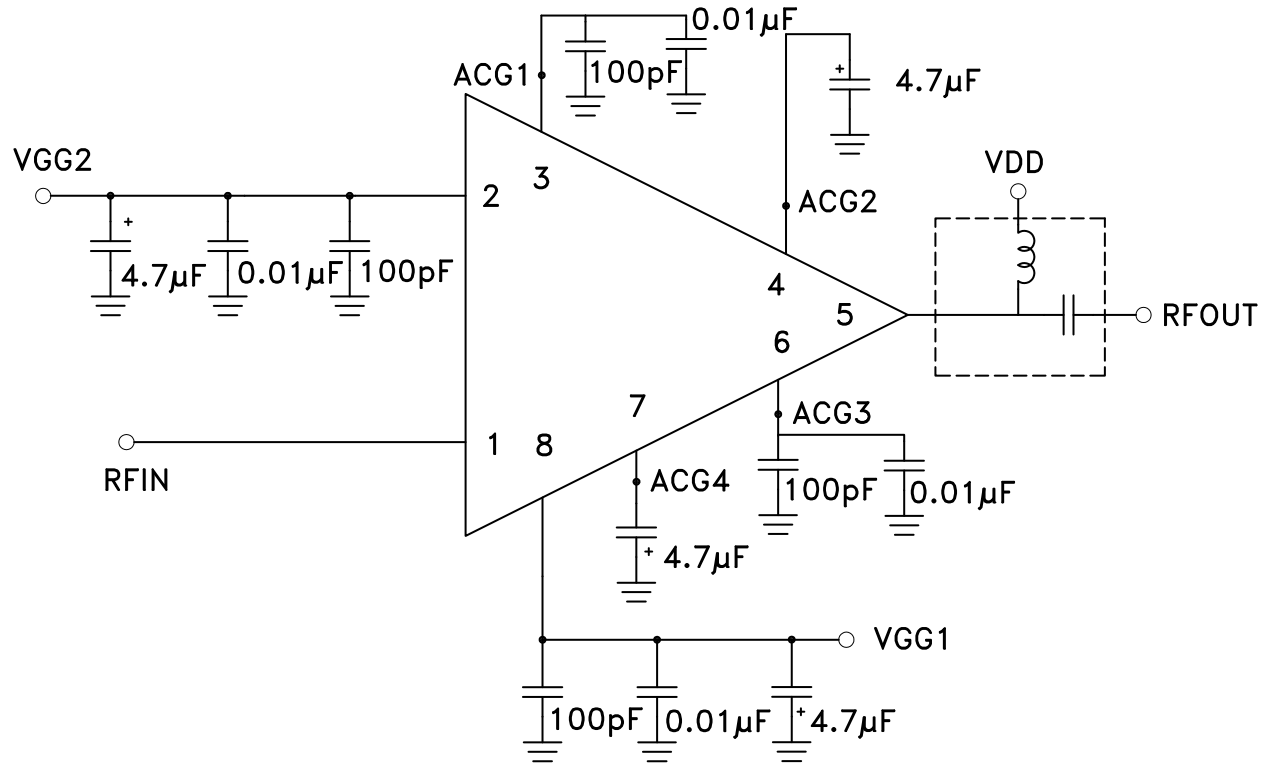 0.01µF
ACG1
100pF
4.7µF
+
VGG2
3
2
VDD
ACG2
+
4.7µF
0.01µF
100pF
4
5
RFOUT
6
7
ACG3
1
8
RFIN
ACG4
100pF
0.01µF
+
4.7µF
VGG1
100pF
0.01µF
+
4.7µF